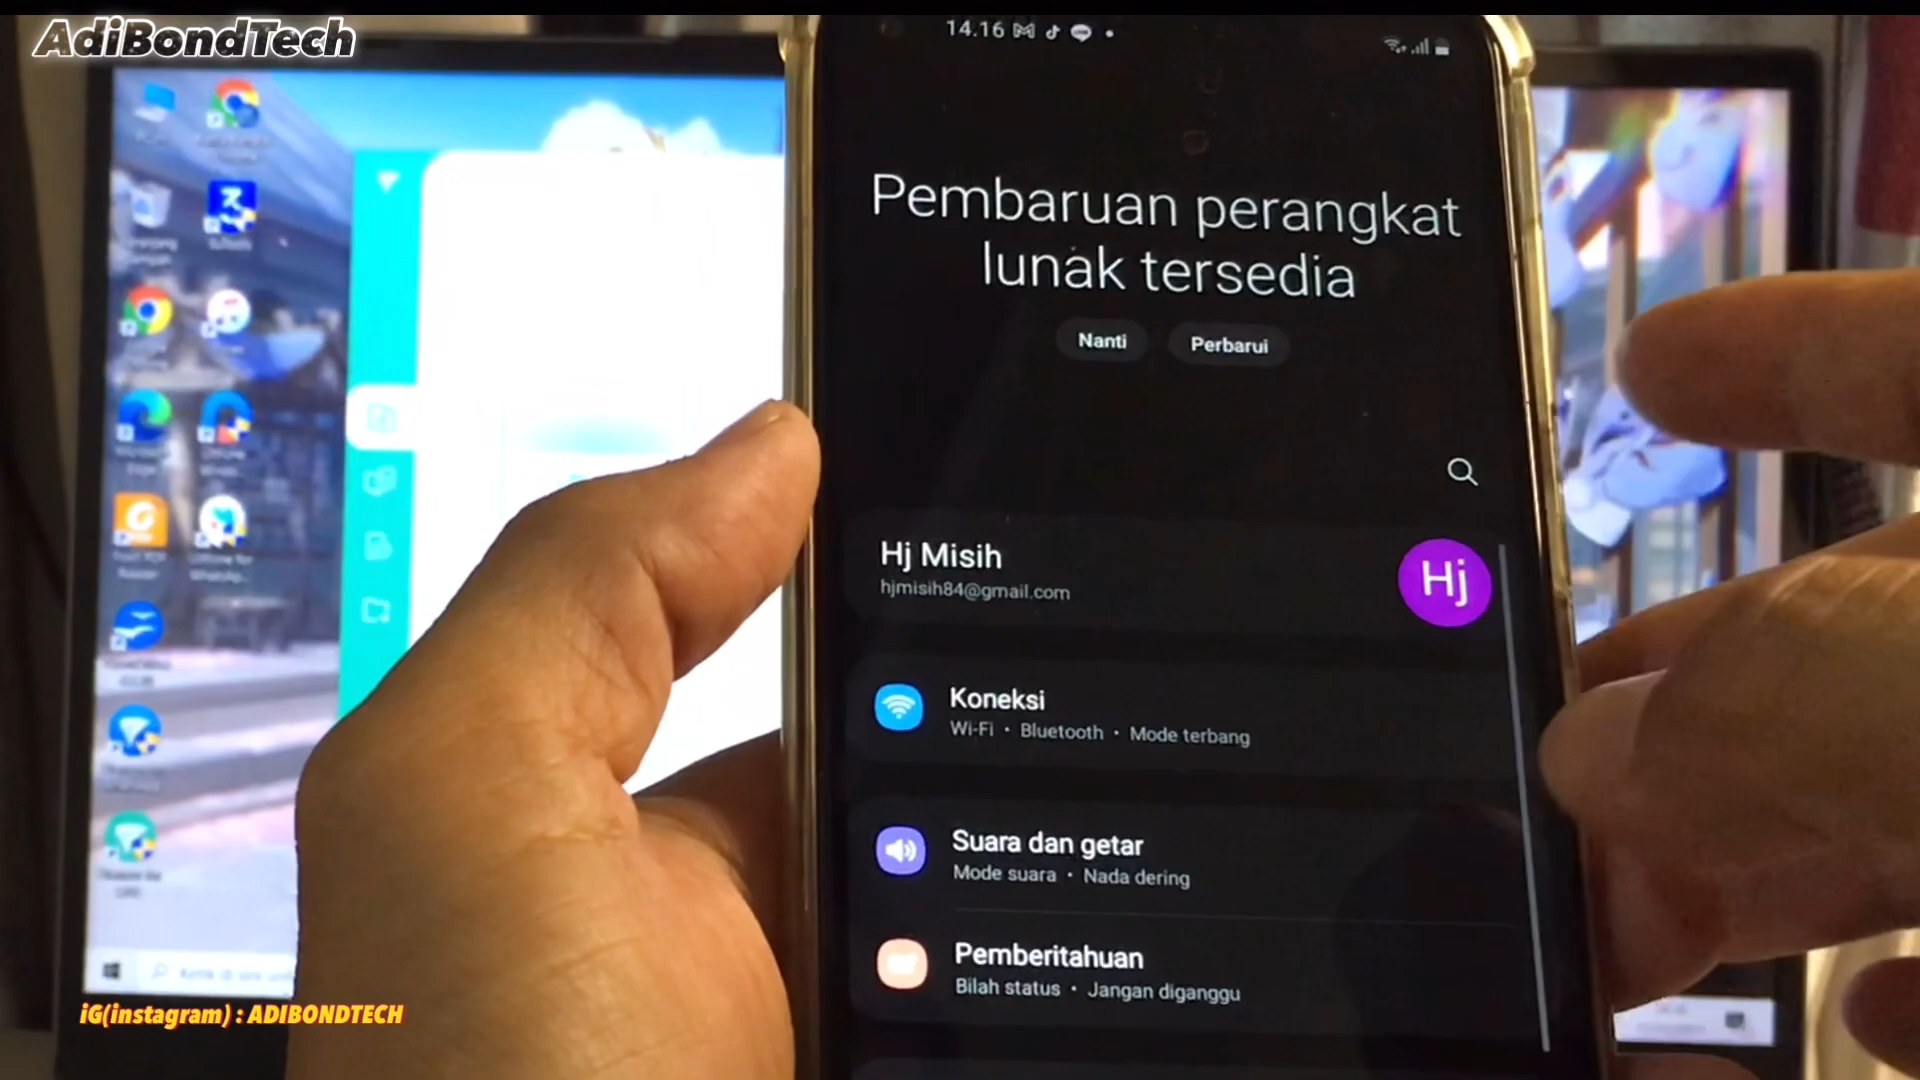 AdiBondTech
14.16
Pembaruan perangkat
lunak tersedia
Nanti
Perbarui
Hj Misih
hjmisih84@gmail.com
Hj
Koneksi
Wi-Fi • Bluetooth • Mode terbang
Suara dan getar
Mode suara • Nada dering
Pemberitahuan
Bilah status • Jangan diganggu
iG(instagram) : ADIBONDTECH